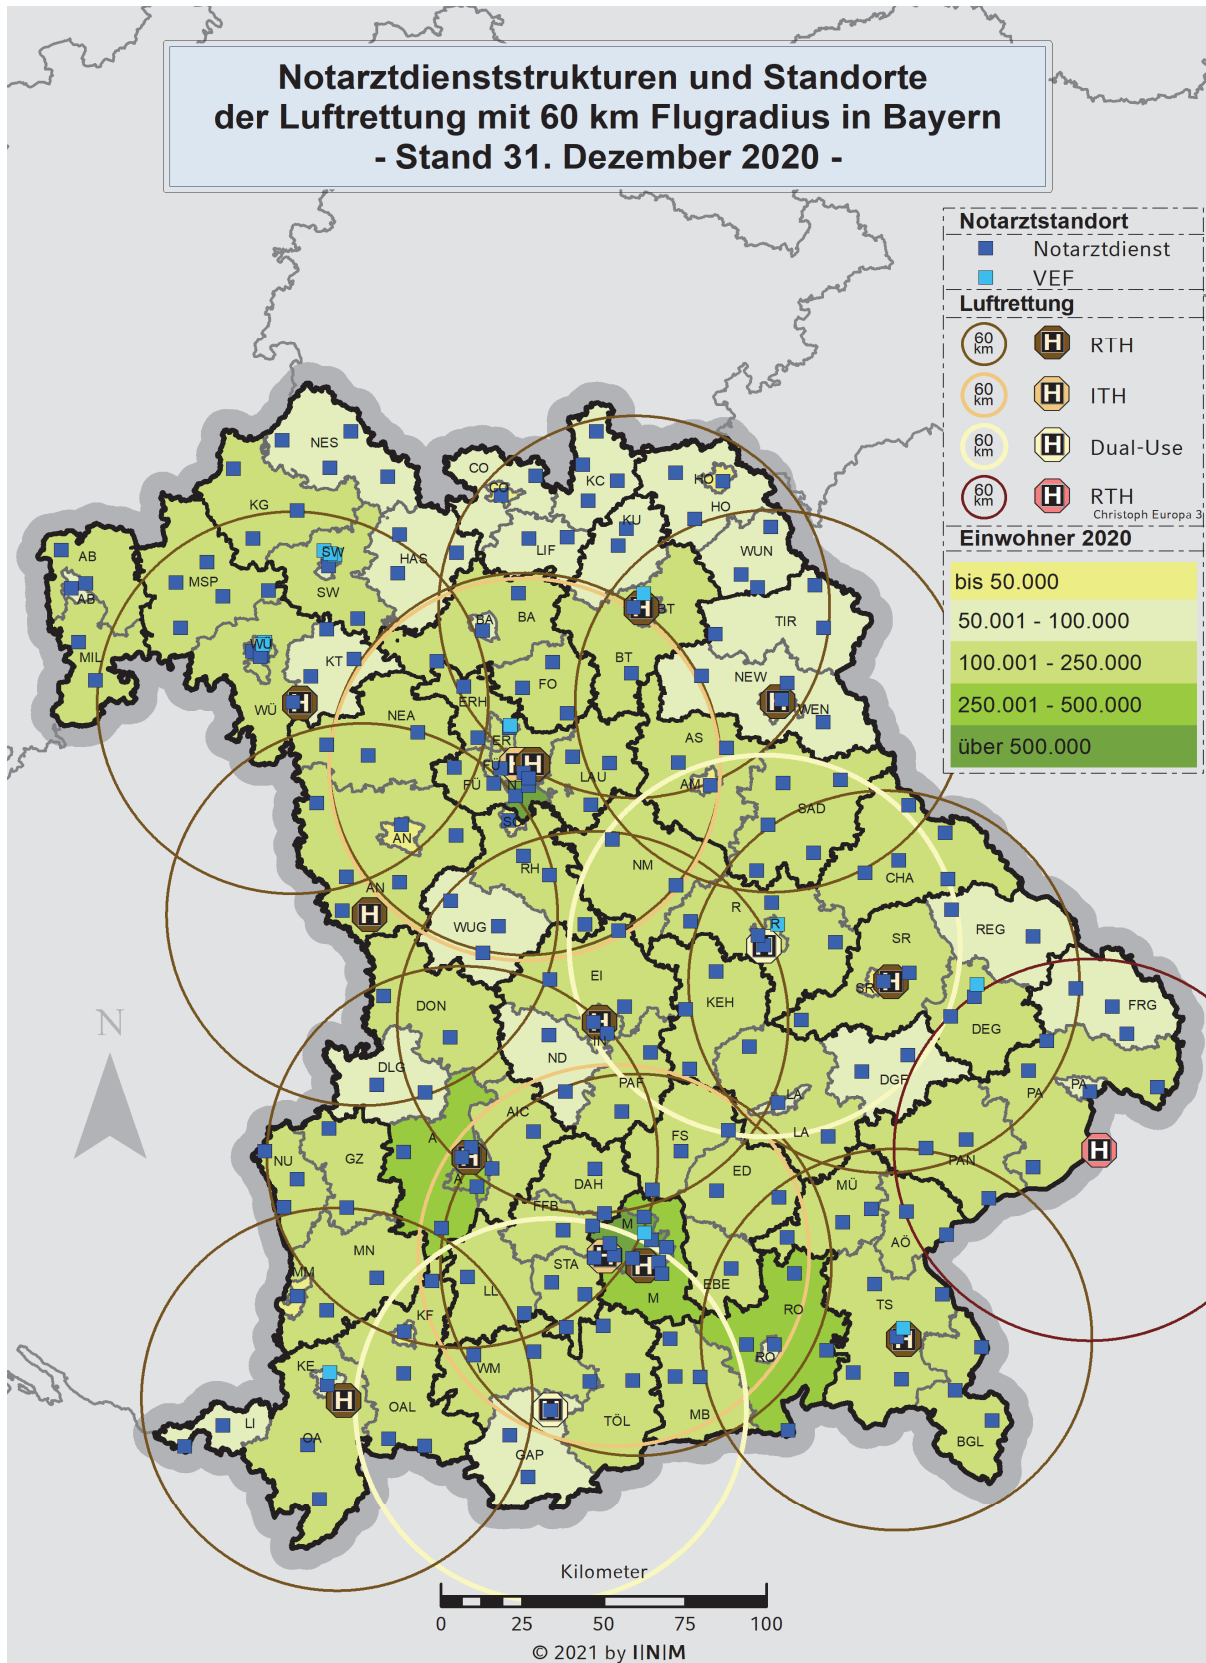 Notarztdienststrukturen und Standorte
der Luftrettung mit 60 km Flugradius in Bayern
- Stand 31. Dezember 2020 -
Notarztstandort
Notarztdienst
VEF
Luftrettung
60 km H RTH
60 km H ITH
60 km H Dual-Use
60 km H RTH
Christoph Europa 3
Einwohner 2020
bis 50.000
50.001 - 100.000
100.001 - 250.000
250.001 - 500.000
über 500.000
NES
CO
CO
KC
HO
HO
KG
KU
WUN
AB
SW
HAS
LIF
MSP
SW
AB
BA
BA
BT
TIR
WÜ
MIL
KT
BT
NEW
FO
ERH
WÜ
H
NEA
H
WEN
ER
AS
FÜ
H
H
LAU
FÜ
N
AM
SAD
SC
AN
RH
NM
CHA
AN
H
R
WUG
R
SR
REG
H
EI
SR
H
DON
KEH
FRG
H
IN
DEG
ND
DLG
DGF
PAF
PA
PA
AIC
LA
A
LA
FS
NU
GZ
H
PAN
H
A
DAH
ED
MÜ
FFB
M
AÖ
MN
STA
H
H
EBE
MM
LL
M
RO
TS
KF
RO
H
KE
WM
H
OAL
TÖL
MB
LI
OA
GAP
BGL
N
Kilometer
0 25 50 75 100
© 2021 by I|N|M